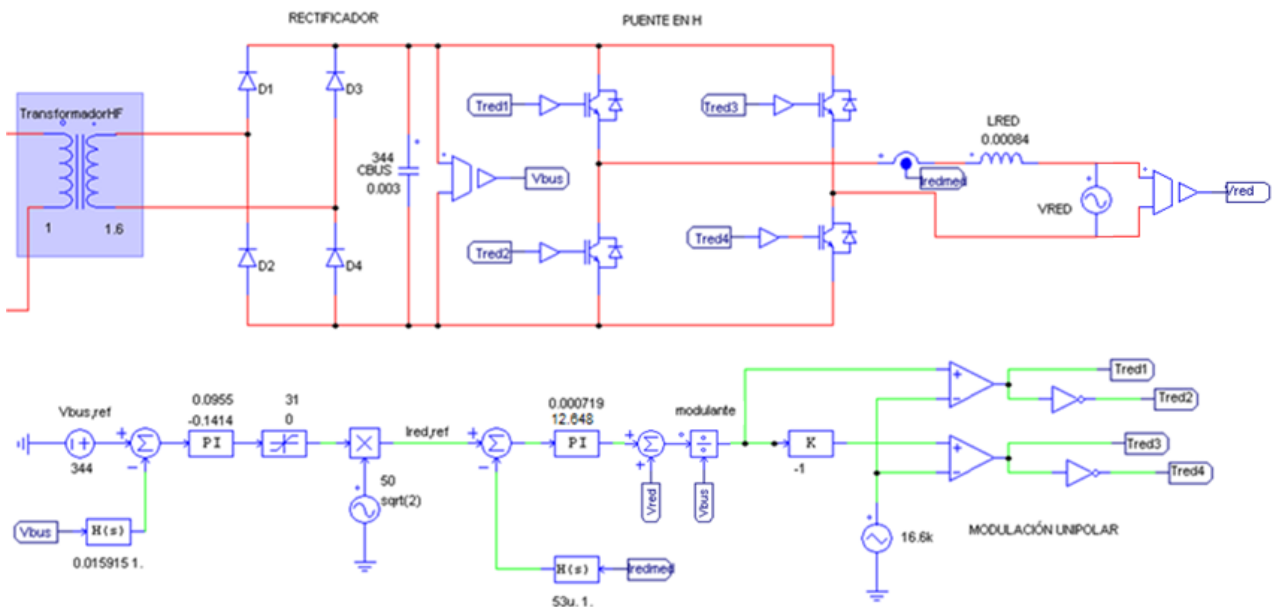 RECTIFICADOR
PUENTE EN H
TransformadorHF
1
1.6
D1
D3
D2
D4
344
CBUS
0.003
Vbus
Tred1
Tred3
Tred2
Tred4
LRED
0.00084
Iredmed
VRED
Vred
Vbus,ref
344
Vbus
H(s)
0.015915 1.
0.0955
-0.1414
PI
31
0
50
sqrt(2)
Ired,ref
0.000719
12.648
PI
H(s)
53u. 1.
Iredmed
modulante
Vred
Vbus
K
-1
Tred1
Tred2
Tred3
Tred4
16.6k
MODULACIÓN UNIPOLAR